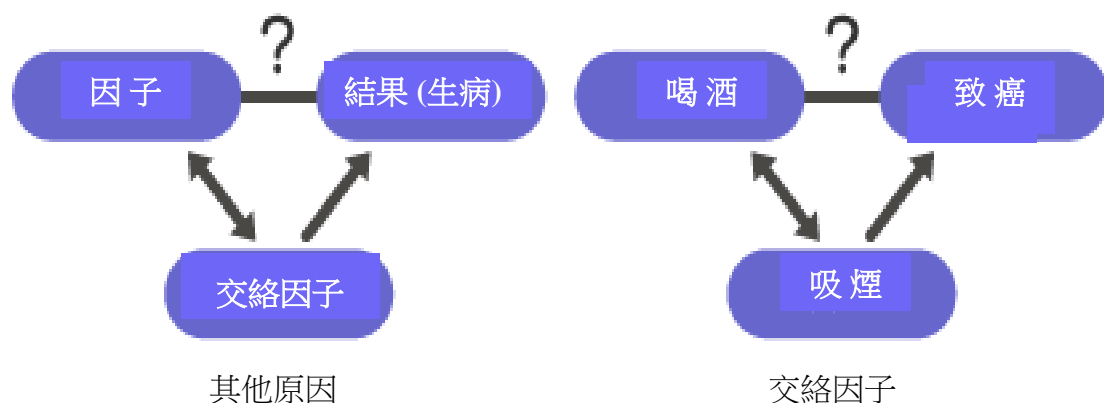 ?
因 子
結果 (生病)
交絡因子
其他原因
?
喝 酒
致 癌
吸 煙
交絡因子